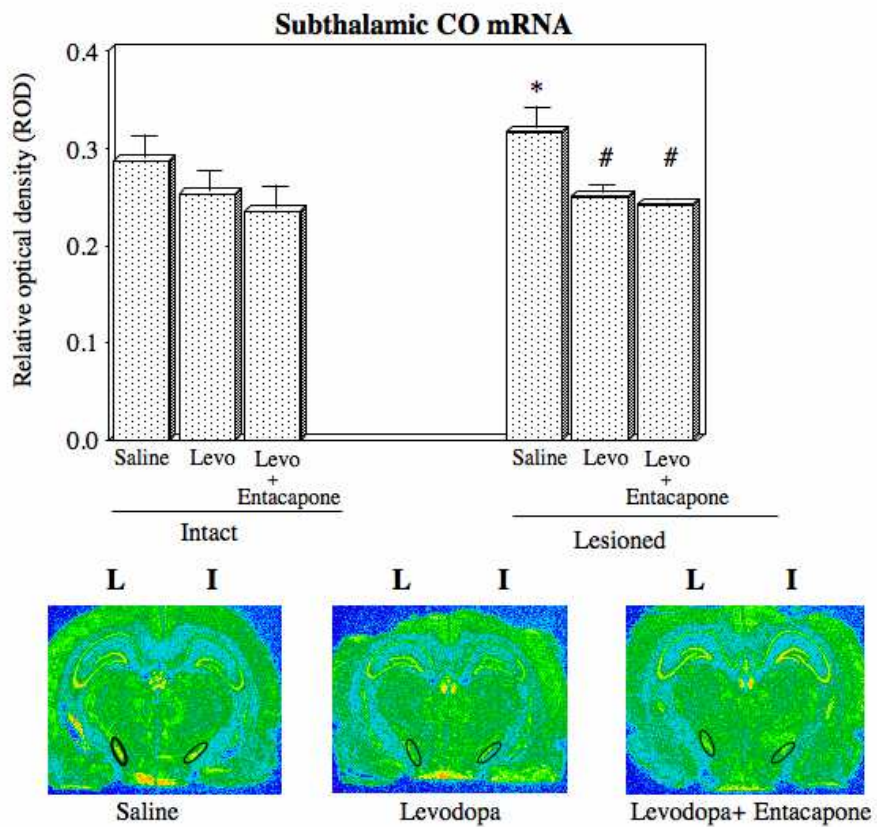 Subthalamic CO mRNA
Relative optical density (ROD)
0.4
0.3
0.2
0.1
0.0
*
#
#
Saline
Levo
Levo
+
Entacapone
Saline
Levo
Levo
+
Entacapone
Intact
Lesioned
L I
L I
L I
Saline
Levodopa
Levodopa+ Entacapone